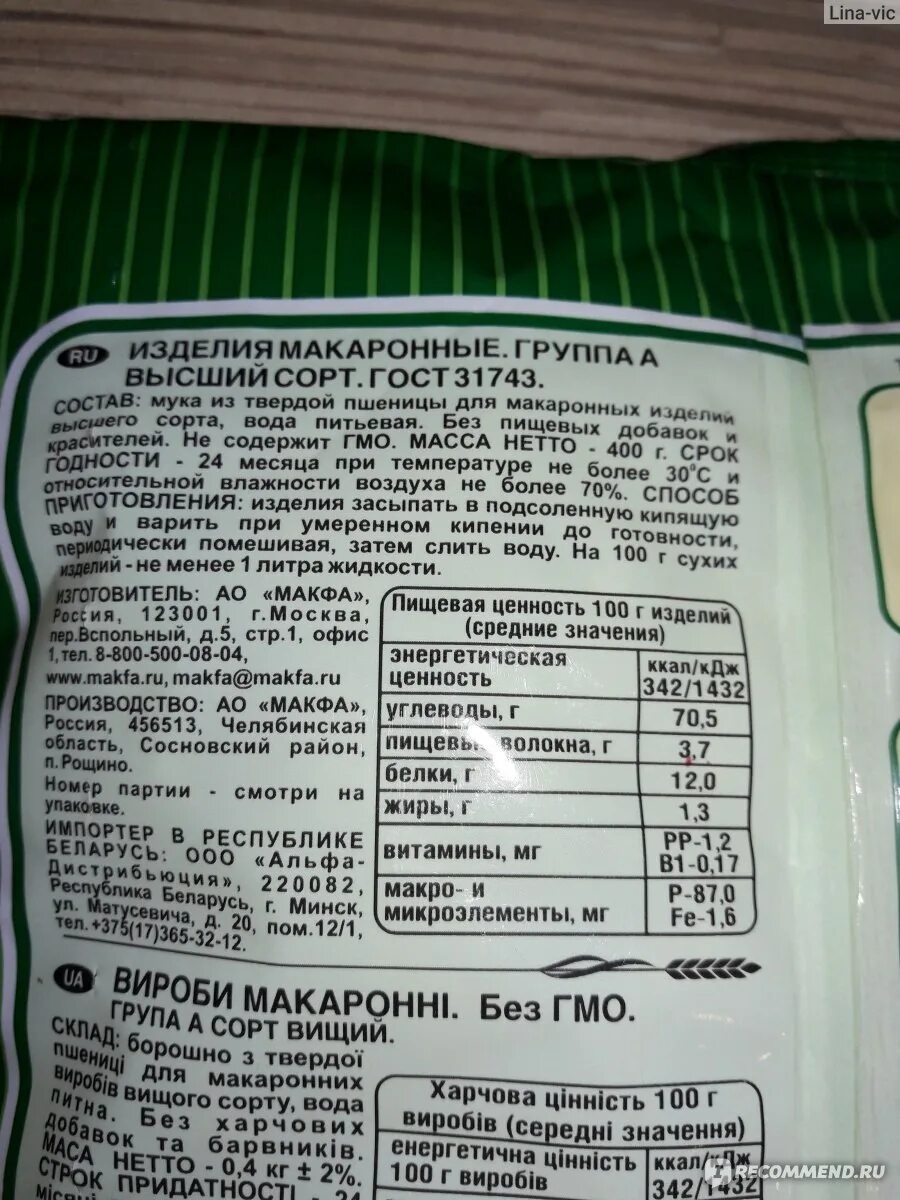 Lina-vic
RU ИЗДЕЛИЯ МАКАРОННЫЕ. ГРУППА А
ВЫСШИЙ СОРТ. ГОСТ 31743.
СОСТАВ: мука из твердой пшеницы для макаронных изделий
высшего сорта, вода питьевая. Без пищевых добавок и
красителей. Не содержит ГМО. МАССА НЕТТО - 400 г. СРОК
ГОДНОСТИ - 24 месяца при температуре не более 30°С и
относительной влажности воздуха не более 70%. СПОСОБ
ПРИГОТОВЛЕНИЯ: изделия засыпать в подсоленную кипящую
воду и варить при умеренном кипении до готовности,
периодически помешивая, затем слить воду. На 100 г сухих
изделий - не менее 1 литра жидкости.
ИЗГОТОВИТЕЛЬ: АО «МАКФА»,
Россия, 123001, г.Москва,
пер.Вспольный, д.5, стр.1, офис
1,тел. 8-800-500-08-04,
www.makfa.ru, makfa@makfa.ru
ПРОИЗВОДСТВО: АО «МАКФА»,
Россия, 456513, Челябинская
область, Сосновский район,
п. Рощино.
Номер партии - смотри на
упаковке.
ИМПОРТЕР В РЕСПУБЛИКЕ
БЕЛАРУСЬ: ООО «Альфа-
Дистрибьюция», 220082,
Республика Беларусь, г. Минск,
ул. Матусевича, д. 20, пом.12/1,
тел. +375(17)365-32-12.
Пищевая ценность 100 г изделий
(средние значения)
энергетическая
ценность
ккал/кДж
342/1432
углеводы, г 70,5
пищевые волокна, г 3,7
белки, г 12,0
жиры, г 1,3
витамины, мг
РР-1,2
В1-0,17
макро- и
микроэлементы, мг
Р-87,0
Fe-1,6
UA ВИРОБИ МАКАРОННІ. Без ГМО.
ГРУПА А СОРТ ВИЩИЙ.
СКЛАД: борошно з твердої
пшениці для макаронних
виробів вищого сорту, вода
питна. Без харчових
добавок та барвників.
МАСА НЕТТО - 0,4 кг ± 2%.
СТРОК ПРИДАТНОСТІ - 24
Харчова цінність 100 г
виробів (середні значення)
енергетична цінність
100 г виробів
ккал/кДж
342/1432
RECOMMEND.RU